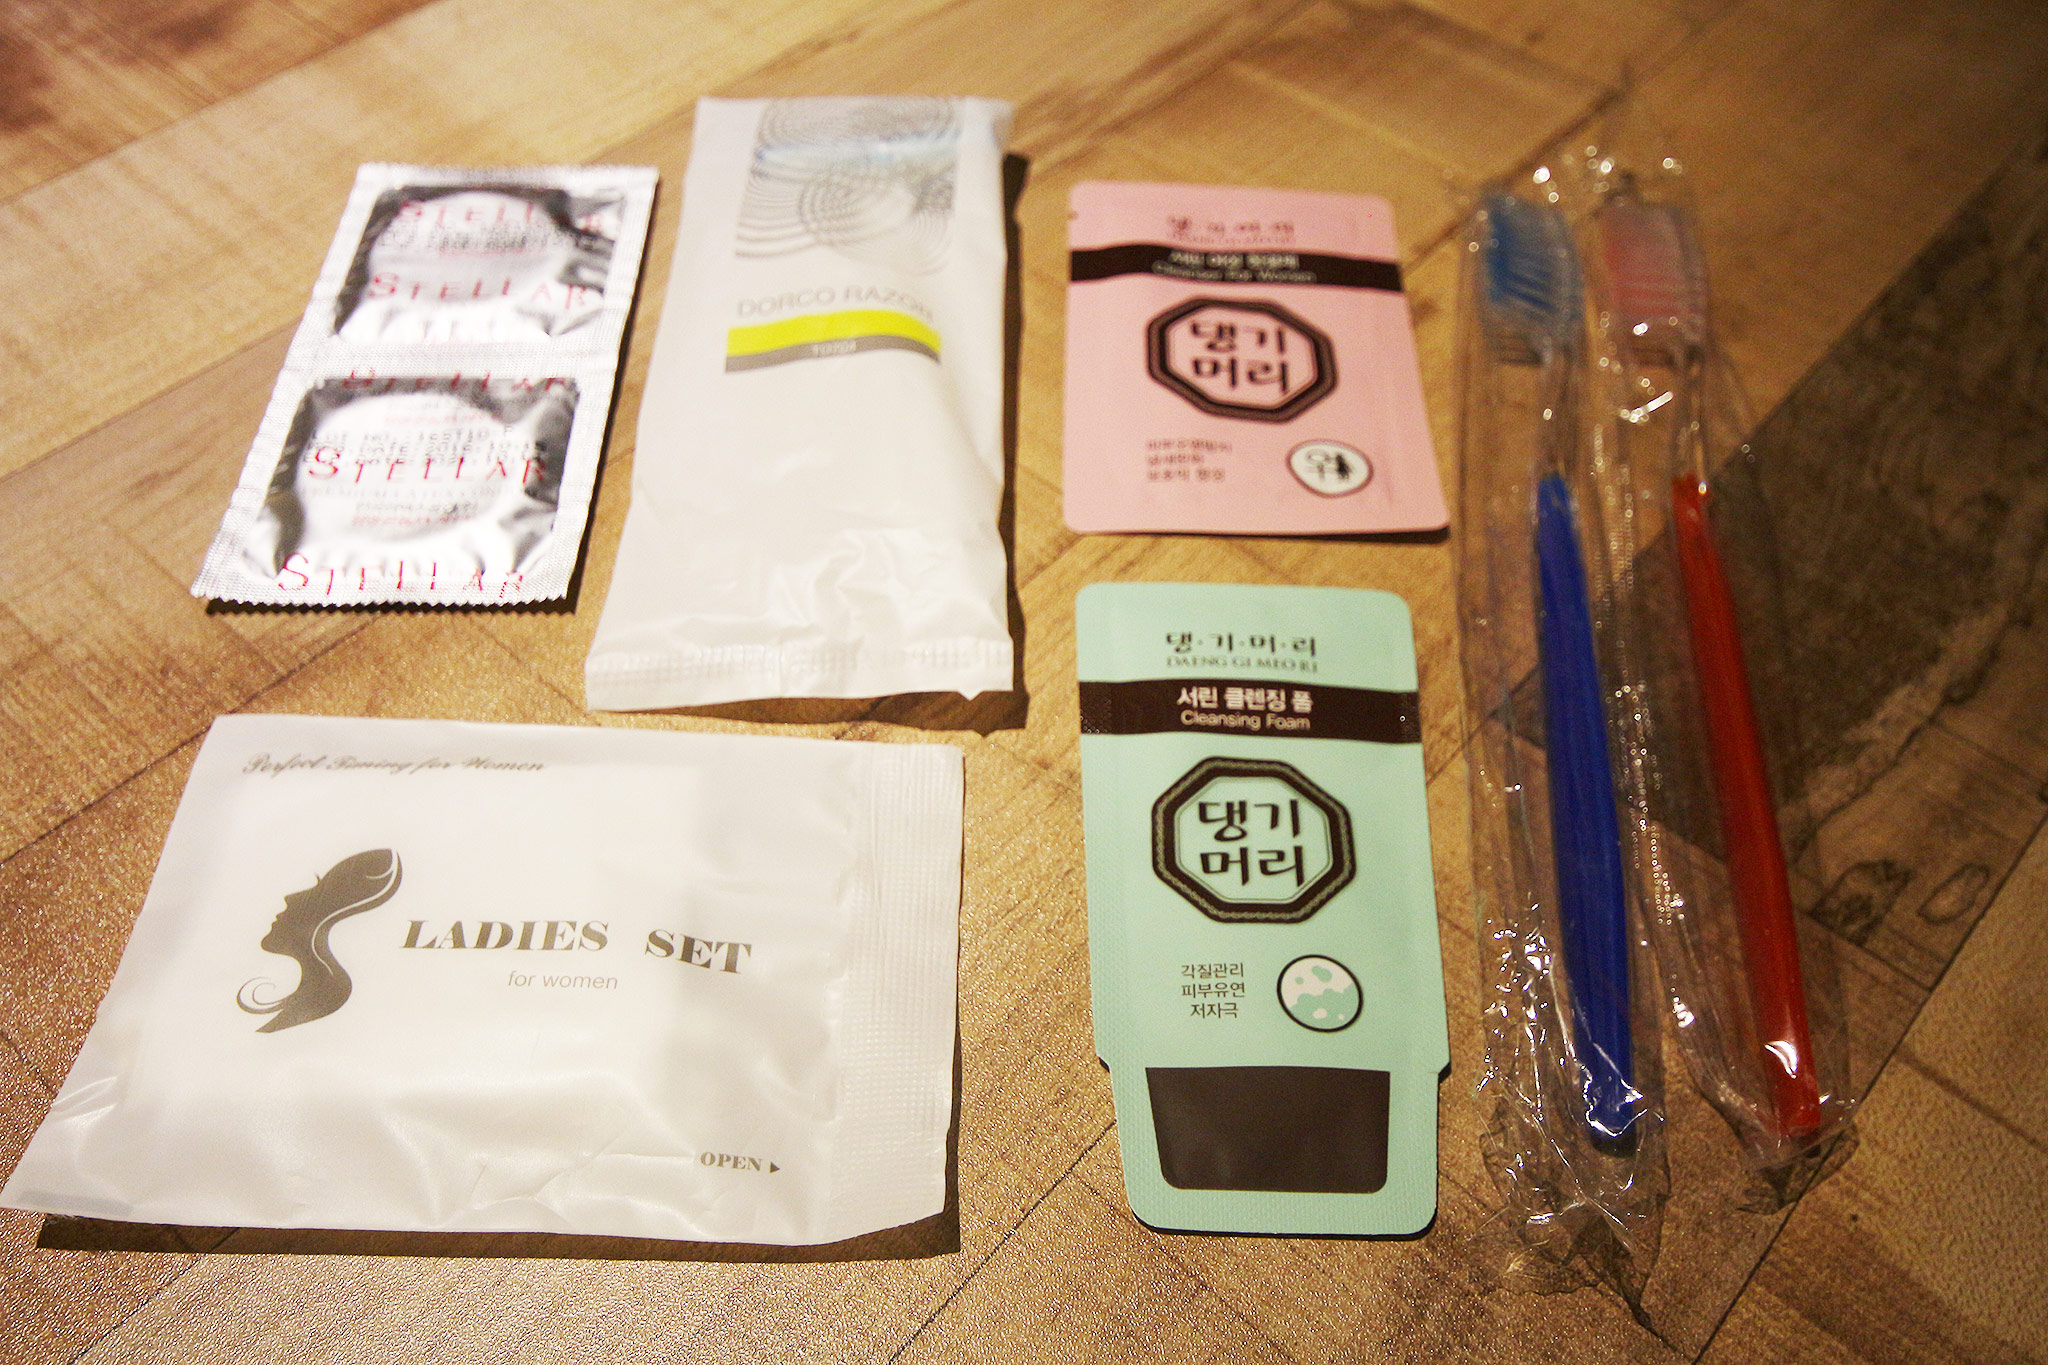 STELLAR
STELLAR
STELLAR
STELLAR
STELLAR
DORCO RAZORS
댕기머리
Cleanser For Women
댕기
머리
댕·기·머·리
DAENG GI MEO RI
서린 클렌징 폼
Cleansing Foam
댕기
머리
각질관리
피부유연
저자극
Perfect Timing for Women
LADIES SET
for women
OPEN